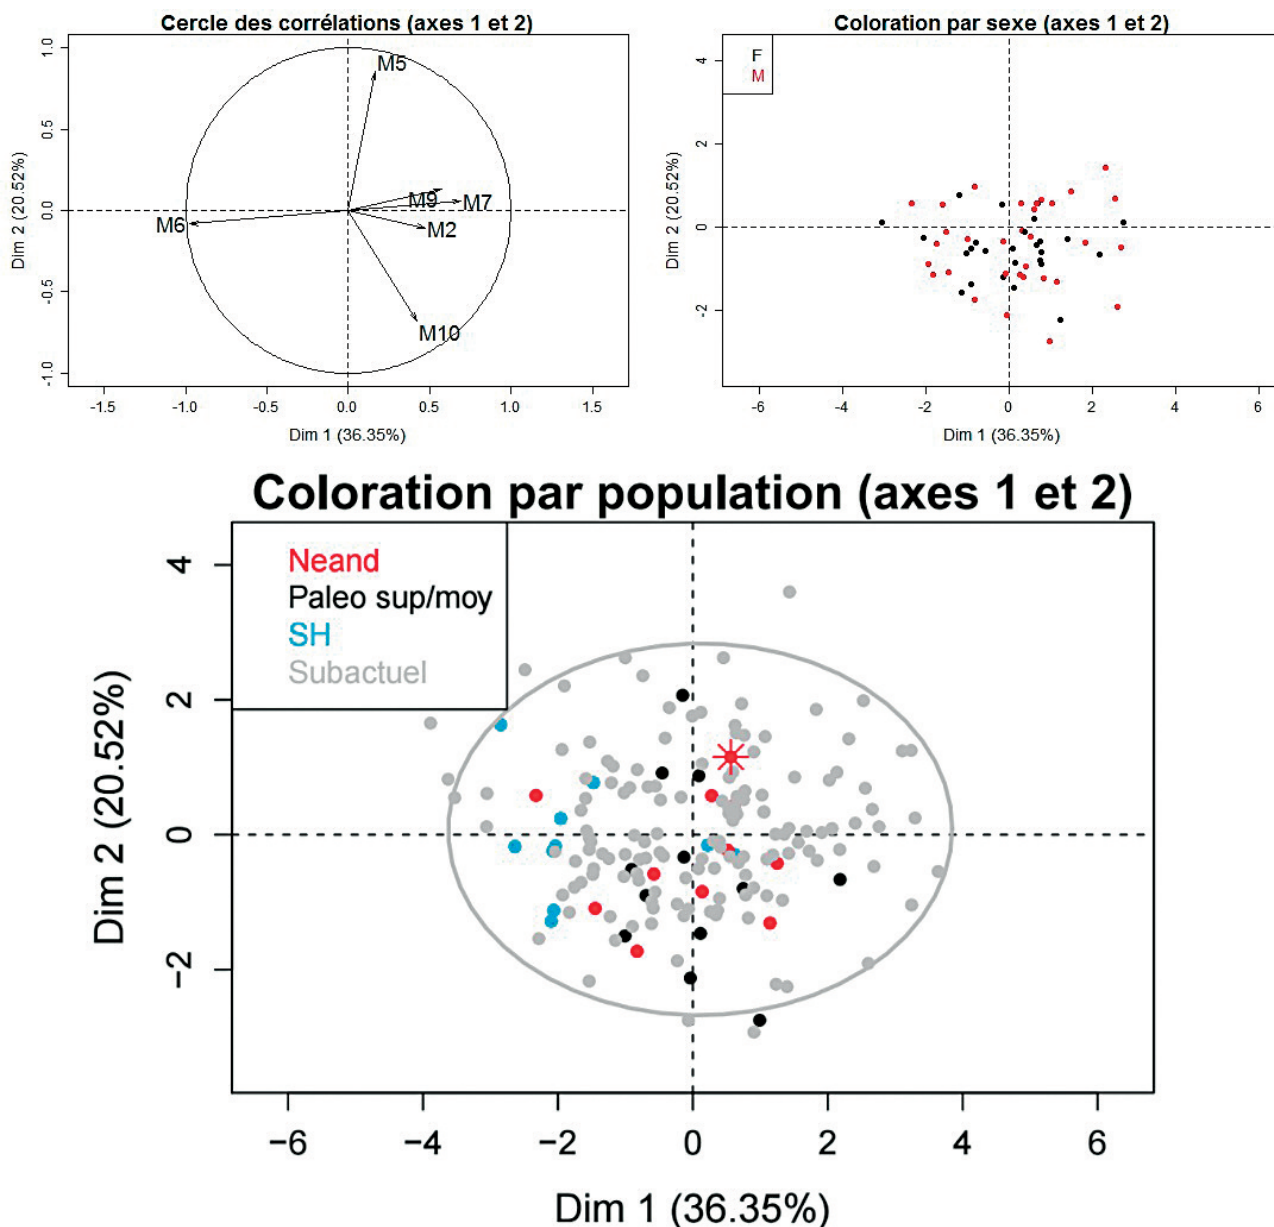 Cercle des corrélations (axes 1 et 2)
1.0
0.5
0.0
-0.5
-1.0
Dim 2 (20.52%)
M5
M9
M7
M6
M2
M10
-1.5 -1.0 -0.5 0.0 0.5 1.0 1.5
Dim 1 (36.35%)
Coloration par sexe (axes 1 et 2)
F
M
4
2
0
-2
Dim 2 (20.52%)
-6 -4 -2 0 2 4 6
Dim 1 (36.35%)
Coloration par population (axes 1 et 2)
Neand
Paleo sup/moy
SH
Subactuel
4
2
0
−2
Dim 2 (20.52%)
−6 −4 −2 0 2 4 6
Dim 1 (36.35%)